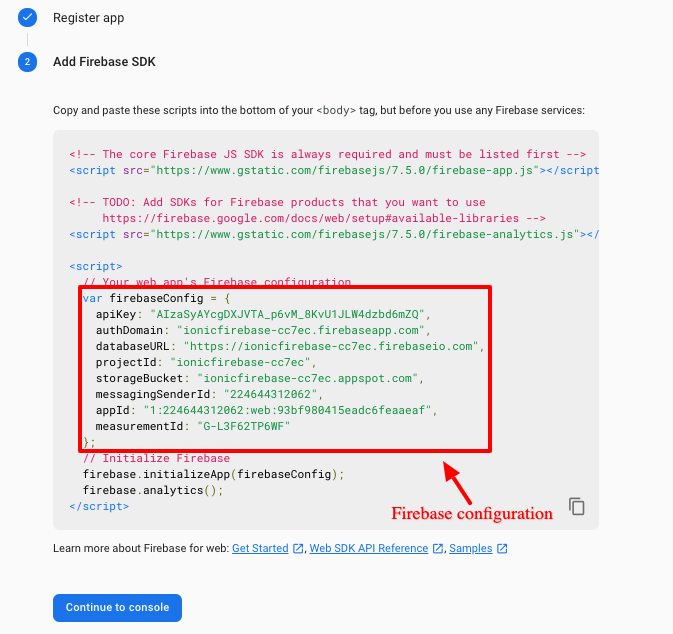 Register app
2
Add Firebase SDK
Copy and paste these scripts into the bottom of your <body> tag, but before you use any Firebase services:
<!-- The core Firebase JS SDK is always required and must be listed first -->
<script src="https://www.gstatic.com/firebasejs/7.5.0/firebase-app.js"></script
<!-- TODO: Add SDKs for Firebase products that you want to use
https://firebase.google.com/docs/web/setup#available-libraries -->
<script src="https://www.gstatic.com/firebasejs/7.5.0/firebase-analytics.js"></
<script>
// Your web app's Firebase configuration
var firebaseConfig = {
apiKey: "AIzaSyAYcgDXJVTA_p6vM_8KvU1JLW4dzbd6mZQ",
authDomain: "ionicfirebase-cc7ec.firebaseapp.com",
databaseURL: "https://ionicfirebase-cc7ec.firebaseio.com",
projectId: "ionicfirebase-cc7ec",
storageBucket: "ionicfirebase-cc7ec.appspot.com",
messagingSenderId: "224644312062",
appId: "1:224644312062:web:93bf980415eadc6feaaeaf",
measurementId: "G-L3F62TP6WF"
};
// Initialize Firebase
firebase.initializeApp(firebaseConfig);
firebase.analytics();
</script>
Firebase configuration
Learn more about Firebase for web: Get Started, Web SDK API Reference, Samples
Continue to console